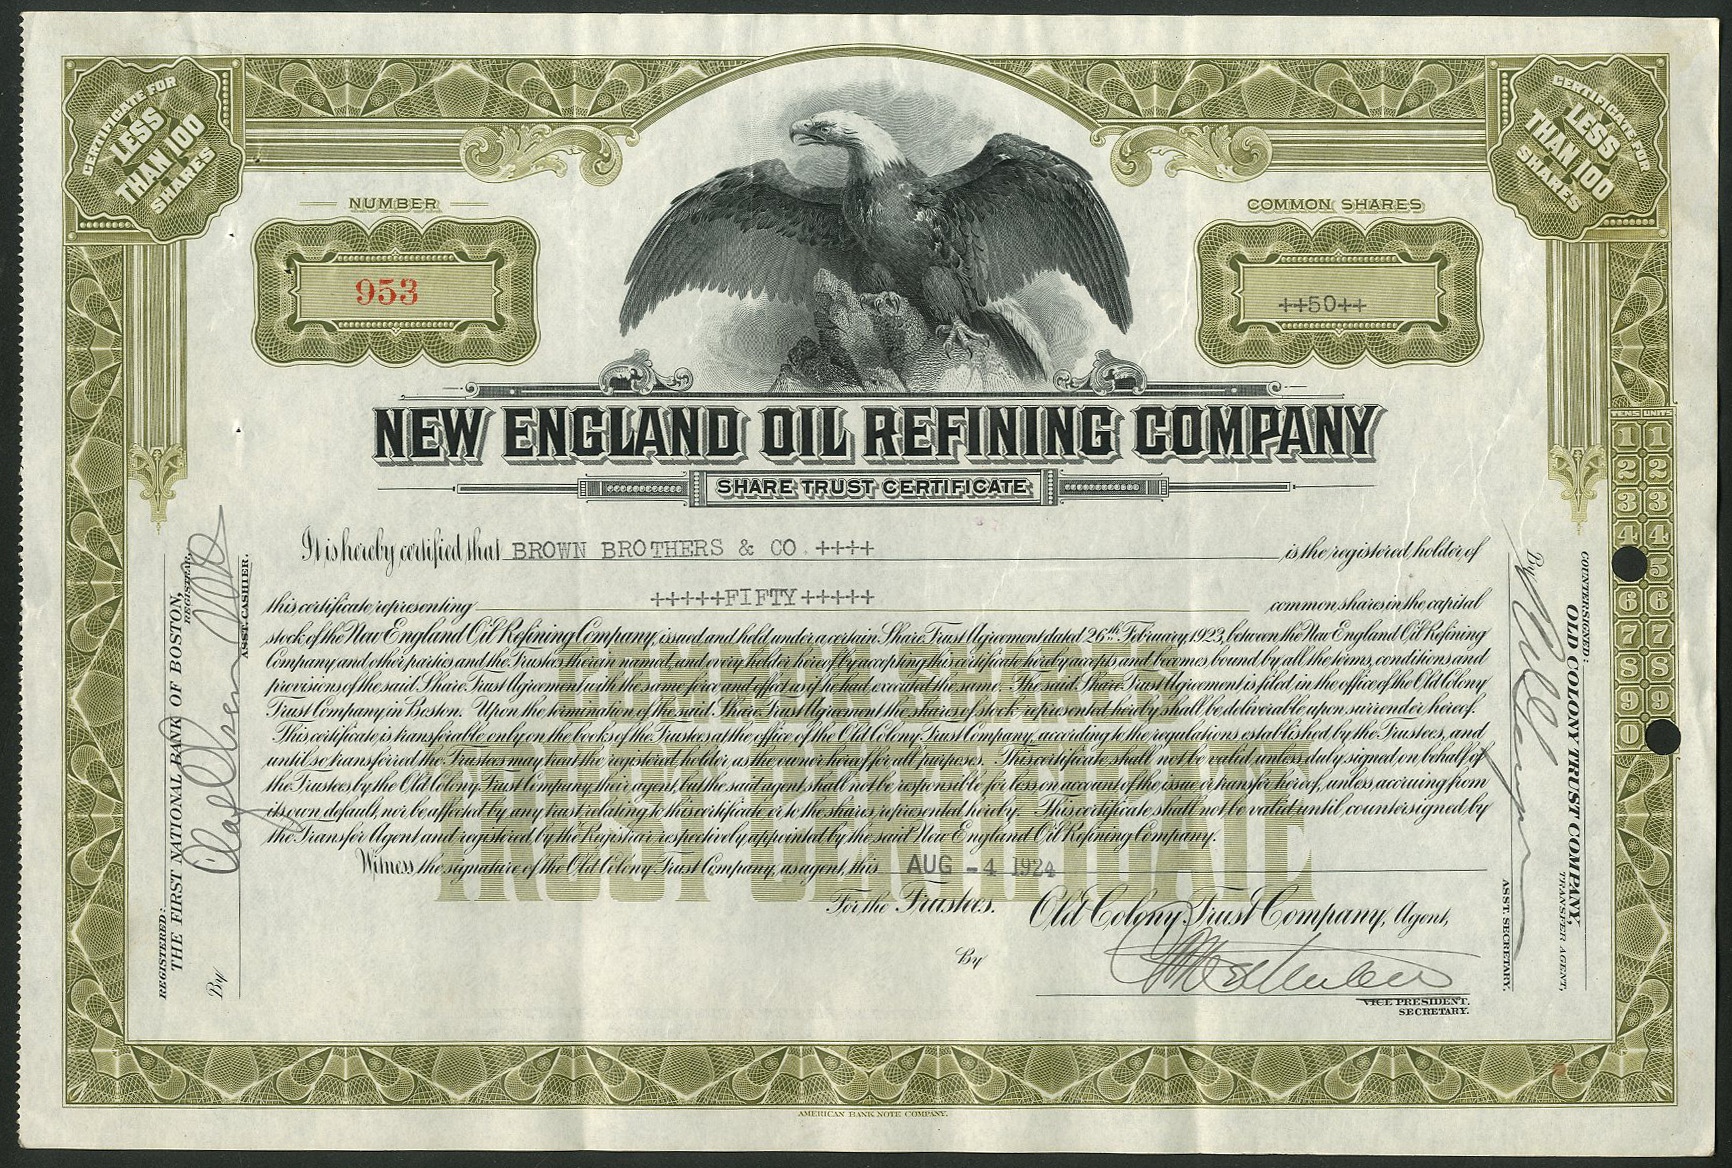 CERTIFICATE FOR
LESS
THAN 100
SHARES
CERTIFICATE FOR
LESS
THAN 100
SHARES
NUMBER
COMMON SHARES
953
++50++
NEW ENGLAND OIL REFINING COMPANY
SHARE TRUST CERTIFICATE
It is hereby certified that BROWN BROTHERS & CO. ++++ is the registered holder of
this certificate representing +++++FIFTY+++++ common shares in the capital
stock of the New England Oil Refining Company, issued and held under a certain Share Trust Agreement dated 26th February, 1923, between the New England Oil Refining
Company and other parties and the Trustees therein named, and every holder hereof by accepting this certificate hereby accepts and becomes bound by all the terms, conditions and
provisions of the said Share Trust Agreement with the same force and effect as if he had executed the same. The said Share Trust Agreement is filed in the office of the Old Colony
Trust Company in Boston. Upon the termination of the said Share Trust Agreement the shares of stock represented hereby shall be deliverable upon surrender hereof.
This certificate is transferable only on the books of the Trustees at the office of the Old Colony Trust Company, according to the regulations established by the Trustees, and
until so transferred the Trustees may treat the registered holder as the owner hereof for all purposes. This certificate shall not be valid unless duly signed on behalf of
the Trustees by the Old Colony Trust Company their agent, but the said agent shall not be responsible for loss on account of the issue or transfer hereof, unless accruing from
its own default, nor be affected by any trust relating to this certificate or to the shares represented hereby. This certificate shall not be valid until countersigned by
the Transfer Agent and registered by the Registrar respectively appointed by the said New England Oil Refining Company.
Witness the signature of the Old Colony Trust Company, as agent, this AUG -4 1924
For the Trustees. Old Colony Trust Company, Agent,
By
VICE PRESIDENT.
SECRETARY.
COMMON SHARES
TRUST CERTIFICATE
REGISTERED:
THE FIRST NATIONAL BANK OF BOSTON,
REGISTRAR.
By Olaf Olsen
ASST. CASHIER.
COUNTERSIGNED:
OLD COLONY TRUST COMPANY,
TRANSFER AGENT,
By
ASST. SECRETARY.
TENS UNITS
1 1
2 2
3 3
4 4
5
6 6
7 7
8 8
9 9
0
AMERICAN BANK NOTE COMPANY.